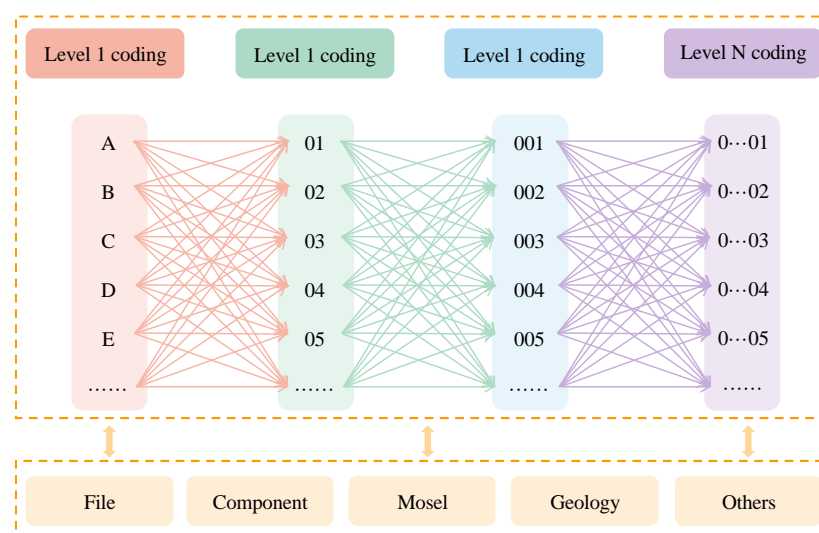 Level 1 coding Level 1 coding Level 1 coding Level N coding
A 01 001 0⋯01
B 02 002 0⋯02
C 03 003 0⋯03
D 04 004 0⋯04
E 05 005 0⋯05
…… …… …… ……
File Component Mosel Geology Others